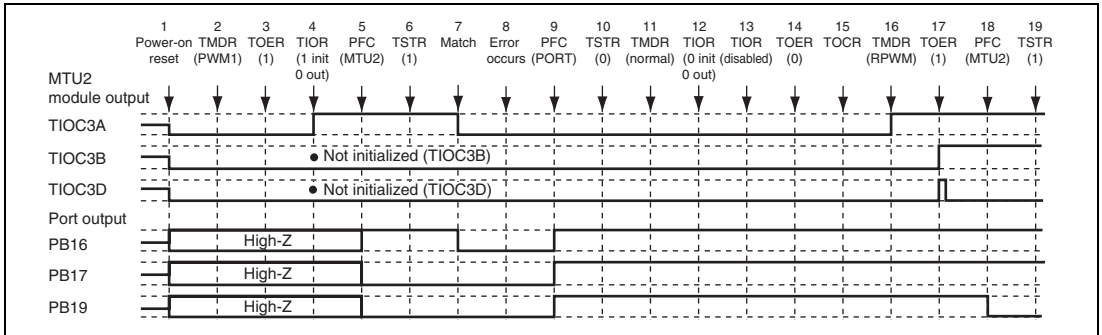 1 2 3 4 5 6 7 8 9 10 11 12 13 14 15 16 17 18 19
Power-on TMDR TOER TIOR PFC TSTR Match Error PFC TSTR TMDR TIOR TIOR TOER TOCR TMDR TOER PFC TSTR
reset (PWM1) (1) (1 init (MTU2) (1) occurs (PORT) (0) (normal) (0 init (disabled) (0) (RPWM) (1) (MTU2) (1)
0 out) 0 out)
MTU2
module output
TIOC3A
TIOC3B ● Not initialized (TIOC3B)
TIOC3D ● Not initialized (TIOC3D)
Port output
PB16 High-Z
PB17 High-Z
PB19 High-Z